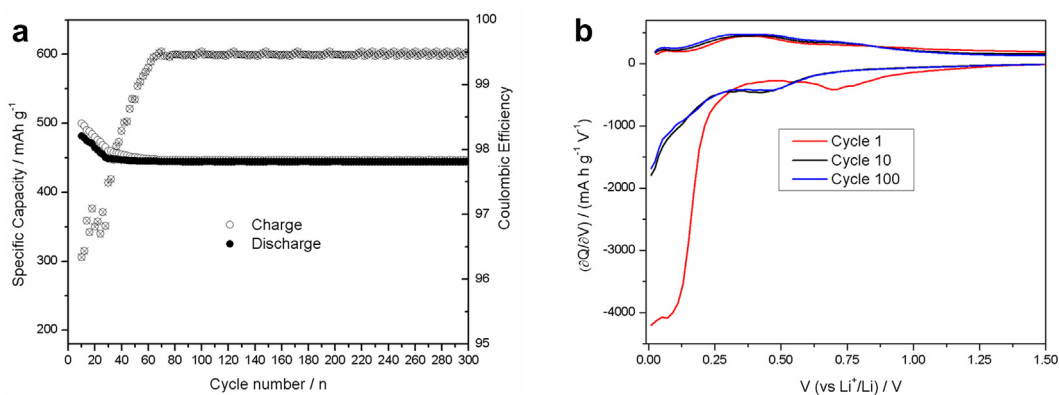 a
600
500
400
300
200
Specific Capacity / mAh g⁻¹
100
99
98
97
96
95
Coulombic Efficiency
Charge
Discharge
0 20 40 60 80 100 120 140 160 180 200 220 240 260 280 300
Cycle number / n
b
0
-1000
-2000
-3000
-4000
(∂Q/∂V) / (mA h g⁻¹ V⁻¹)
Cycle 1
Cycle 10
Cycle 100
0.00 0.25 0.50 0.75 1.00 1.25 1.50
V (vs Li⁺/Li) / V